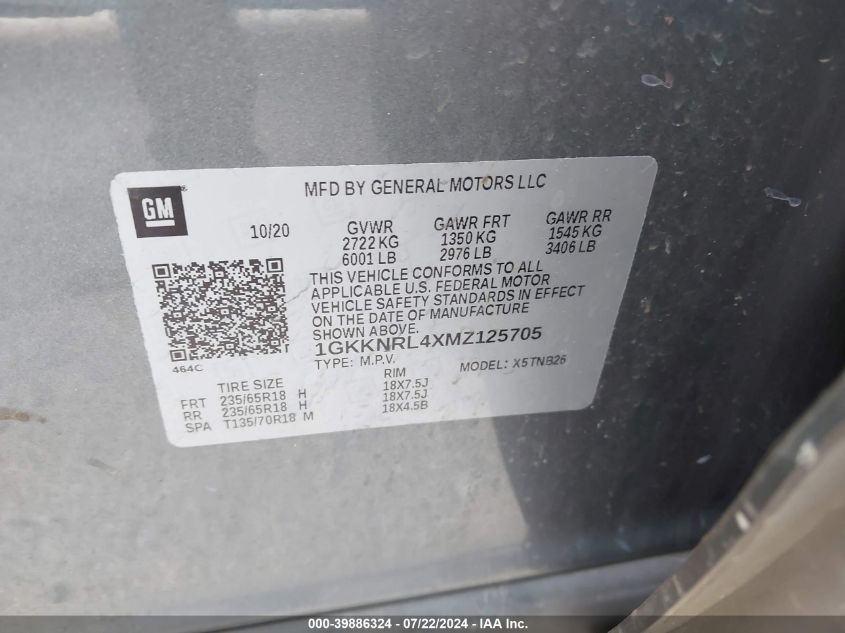 MFD BY GENERAL MOTORS LLC
GM ®
10/20 GVWR GAWR FRT GAWR RR
2722 KG 1350 KG 1545 KG
6001 LB 2976 LB 3406 LB
THIS VEHICLE CONFORMS TO ALL
APPLICABLE U.S. FEDERAL MOTOR
VEHICLE SAFETY STANDARDS IN EFFECT
ON THE DATE OF MANUFACTURE
SHOWN ABOVE.
1GKKNRL4XMZ125705
464C
TYPE: M.P.V. MODEL: X5TNB26
TIRE SIZE RIM
FRT 235/65R18 H 18X7.5J
RR 235/65R18 H 18X7.5J
SPA T135/70R18 M 18X4.5B
000-39886324 - 07/22/2024 - IAA Inc.